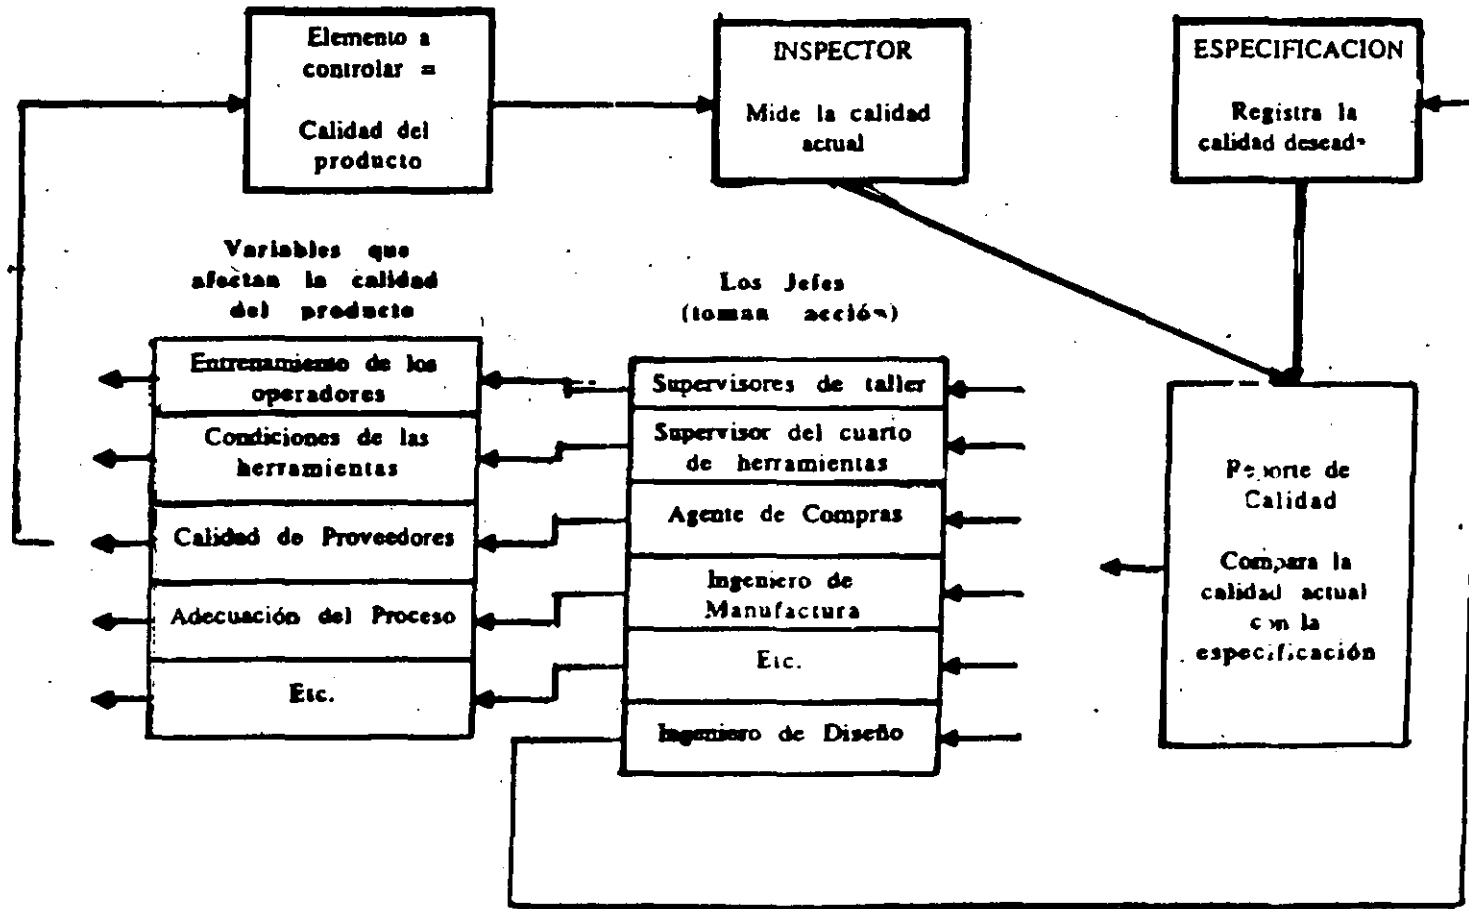 Elemento a
controlar =
Calidad del
producto
INSPECTOR
Mide la calidad
actual
ESPECIFICACION
Registra la
calidad desead
Variables que
afectan la calidad
del producto
Entrenamiento de los
operadores
Condiciones de las
herramientas
Calidad de Proveedores
Adecuación del Proceso
Etc.
Los Jefes
(toman acción)
Supervisores de taller
Supervisor del cuarto
de herramientas
Agente de Compras
Ingeniero de
Manufactura
Etc.
Ingeniero de Diseño
Reporte de
Calidad
Compara la
calidad actual
con la
especificación